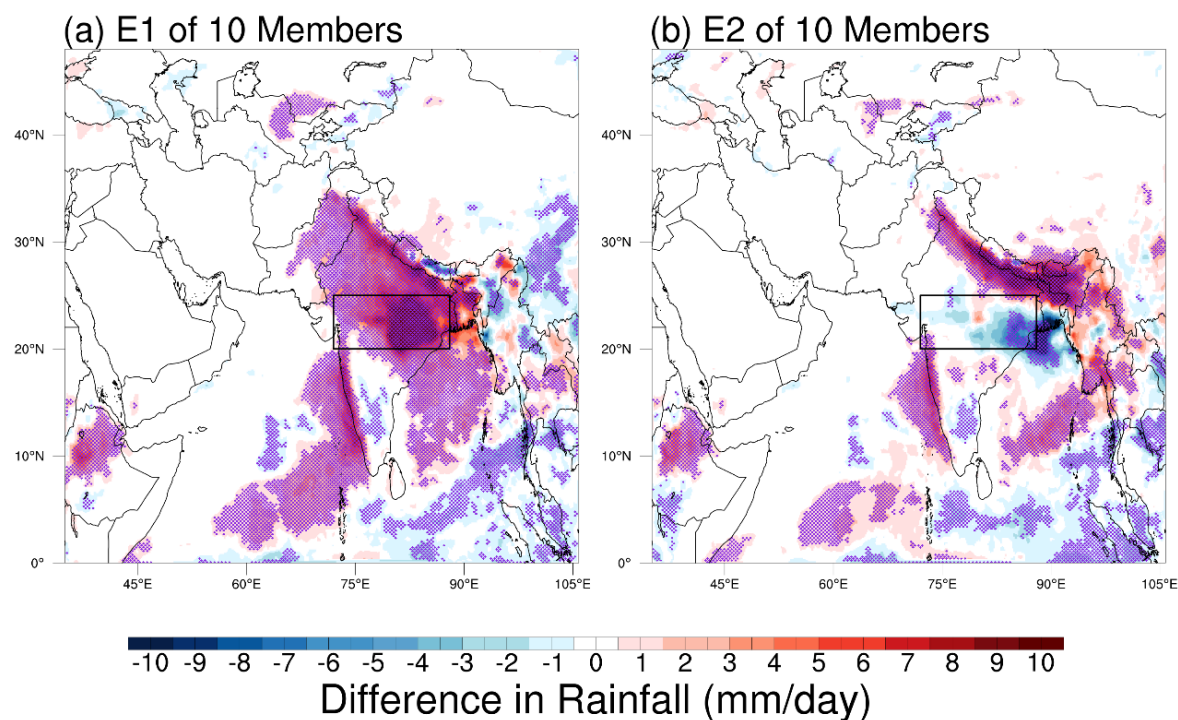 (a) E1 of 10 Members
(b) E2 of 10 Members
40°N
30°N
20°N
10°N
0°
45°E 60°E 75°E 90°E 105°E
40°N
30°N
20°N
10°N
0°
45°E 60°E 75°E 90°E 105°E
-10 -9 -8 -7 -6 -5 -4 -3 -2 -1 0 1 2 3 4 5 6 7 8 9 10
Difference in Rainfall (mm/day)